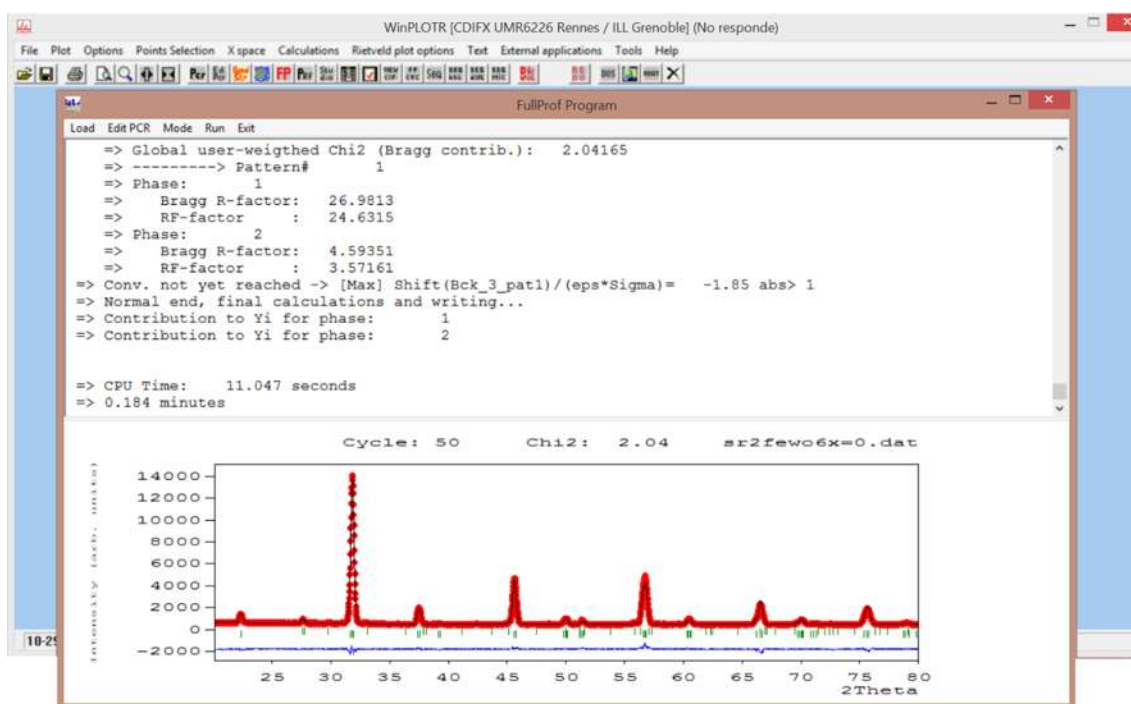 WinPLOTR [CDIFX UMR6226 Rennes / ILL Grenoble] (No responde)
File Plot Options Points Selection X space Calculations Rietveld plot options Text External applications Tools Help
FP
FullProf Program
Load Edit PCR Mode Run Exit
=> Global user-weigthed Chi2 (Bragg contrib.): 2.04165
=> ---------> Pattern# 1
=> Phase: 1
=> Bragg R-factor: 26.9813
=> RF-factor : 24.6315
=> Phase: 2
=> Bragg R-factor: 4.59351
=> RF-factor : 3.57161
=> Conv. not yet reached -> [Max] Shift(Bck_3_pat1)/(eps*Sigma)= -1.85 abs> 1
=> Normal end, final calculations and writing...
=> Contribution to Yi for phase: 1
=> Contribution to Yi for phase: 2
=> CPU Time: 11.047 seconds
=> 0.184 minutes
Cycle: 50 Chi2: 2.04 sr2fewo6x=0.dat
Intensity (arb. units)
14000
12000
10000
8000
6000
4000
2000
0
-2000
25 30 35 40 45 50 55 60 65 70 75 80
2Theta
10-29